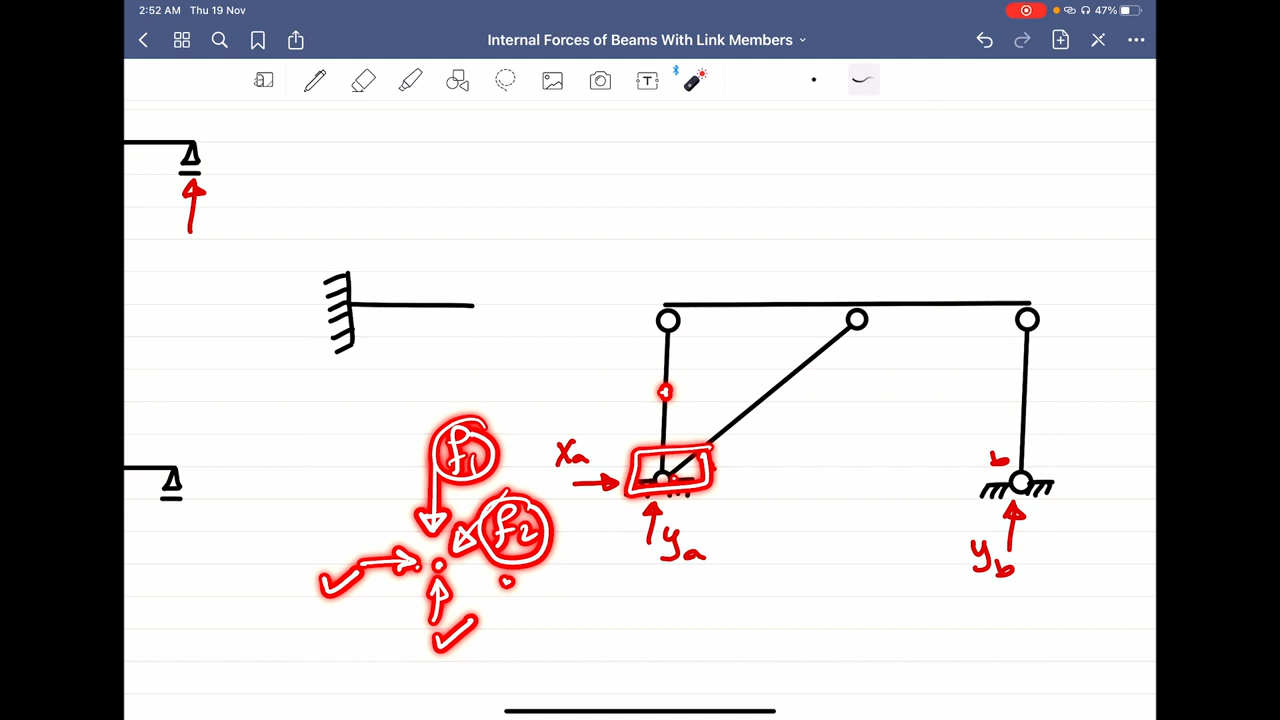 2:52 AM Thu 19 Nov
47%
Internal Forces of Beams With Link Members
T
f1
f2
Xa
ya
b
yb